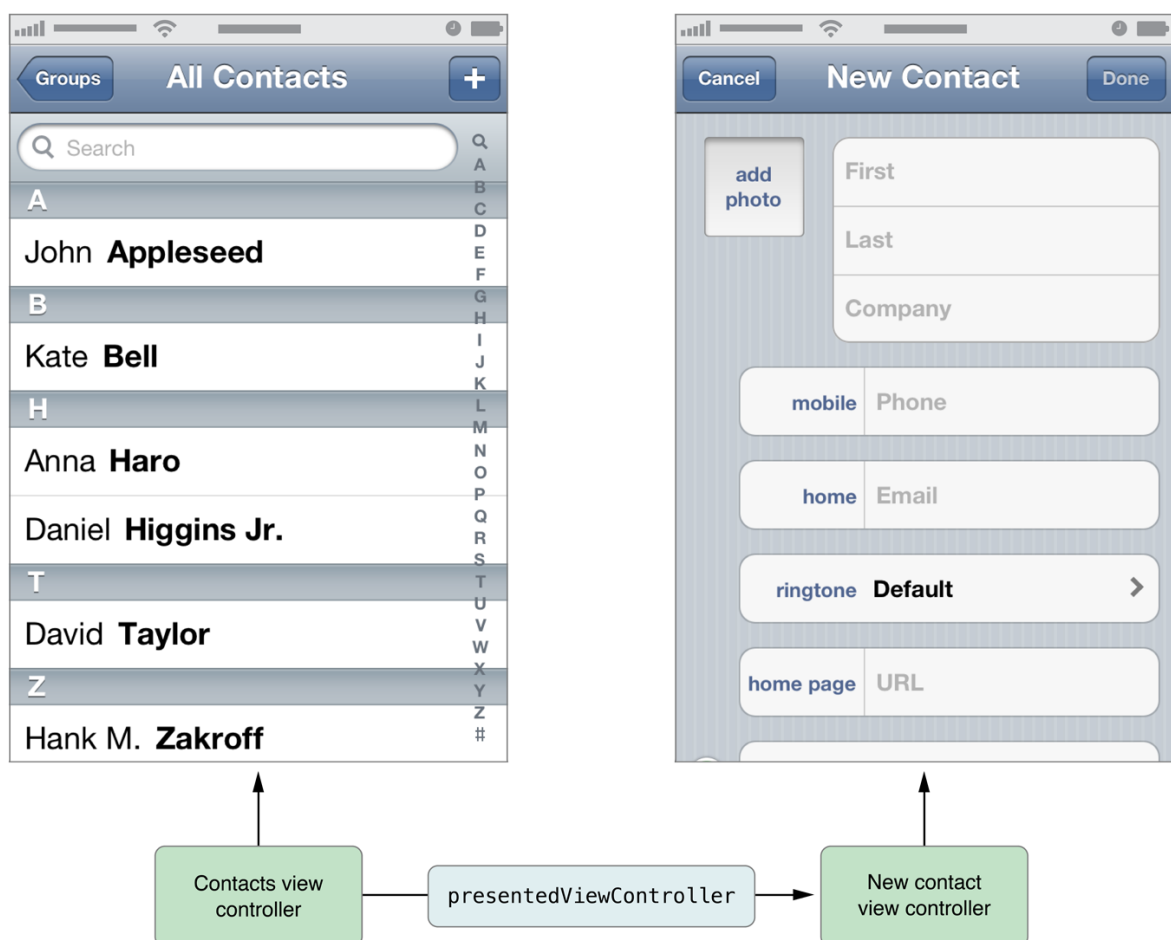 Groups
All Contacts
+
Search
A
John Appleseed
B
Kate Bell
H
Anna Haro
Daniel Higgins Jr.
T
David Taylor
Z
Hank M. Zakroff
A
B
C
D
E
F
G
H
I
J
K
L
M
N
O
P
Q
R
S
T
U
V
W
X
Y
Z
#
Cancel
New Contact
Done
add
photo
First
Last
Company
mobile Phone
home Email
ringtone Default
home page URL
Contacts view
controller
presentedViewController
New contact
view controller